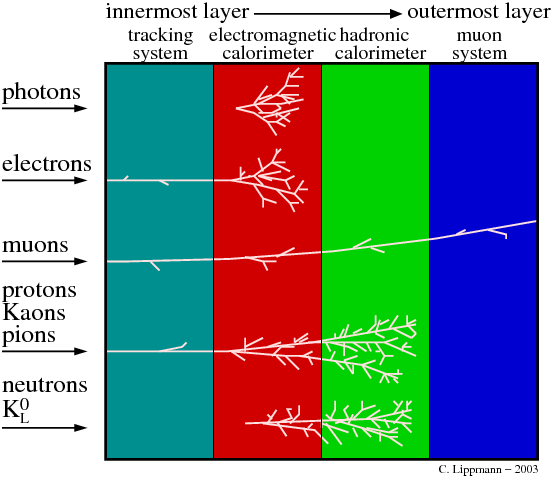 innermost layer outermost layer
tracking electromagnetic hadronic muon
system calorimeter calorimeter system
photons
electrons
muons
protons
Kaons
pions
neutrons
K⁰_L
C. Lippmann − 2003